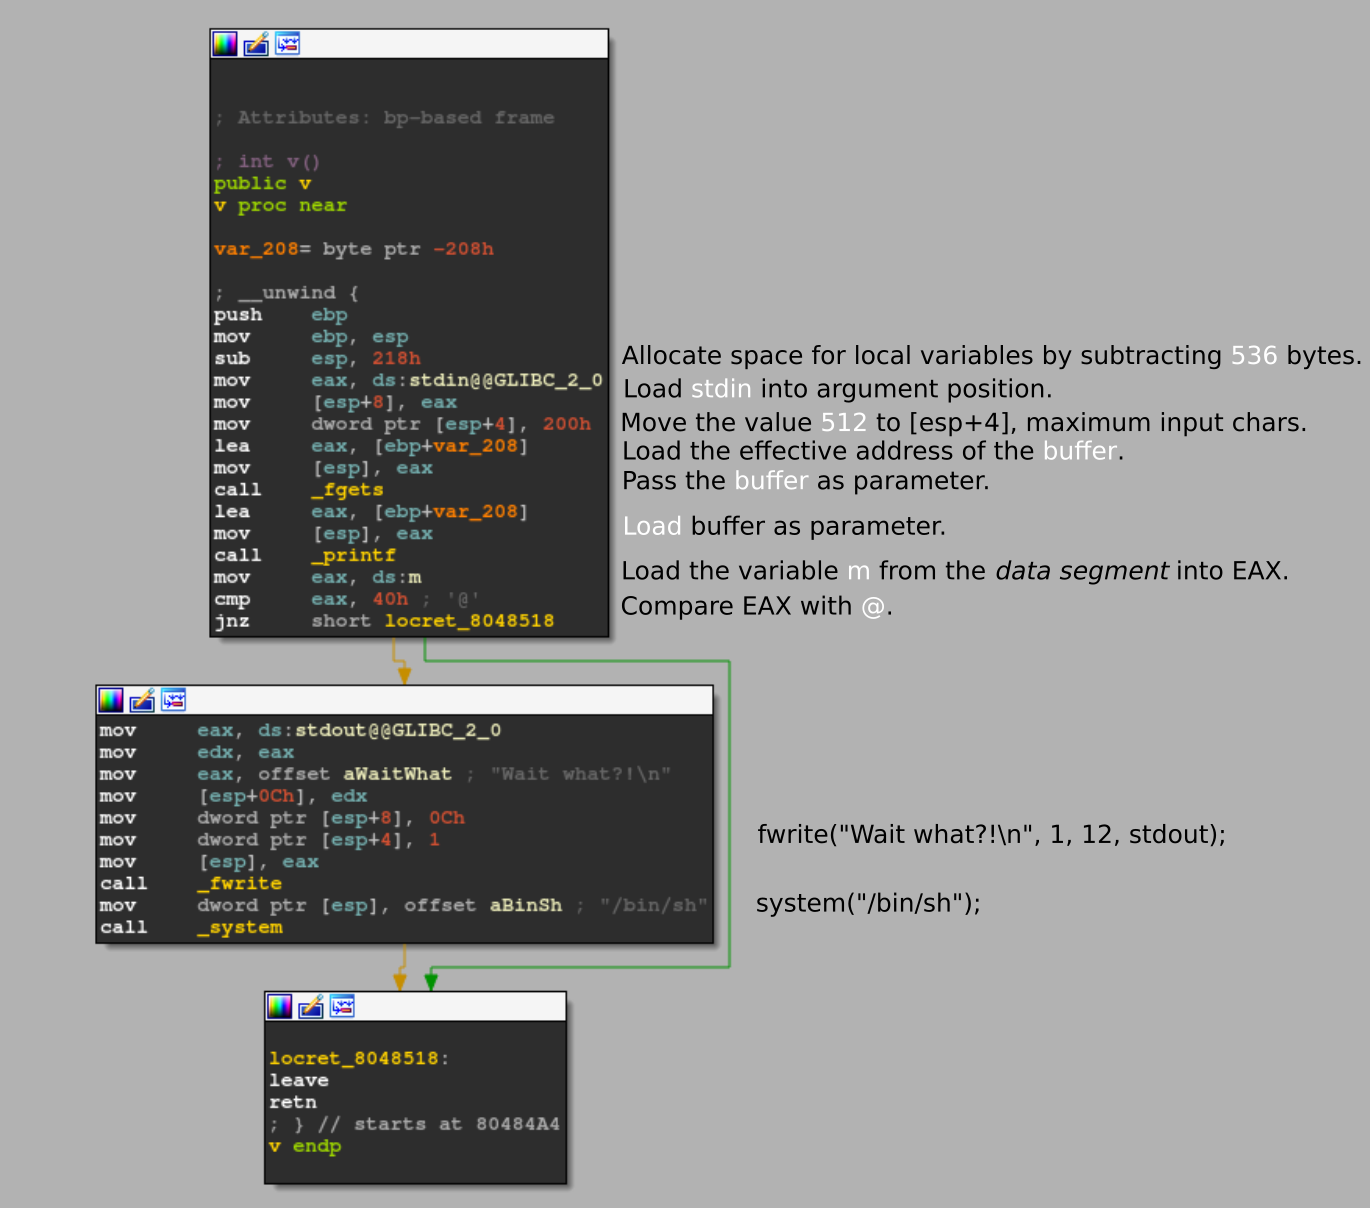 ; Attributes: bp-based frame
; int v()
public v
v proc near
var_208= byte ptr -208h
; __unwind {
push ebp
mov ebp, esp
sub esp, 218h
Allocate space for local variables by subtracting 536 bytes.
mov eax, ds:stdin@@GLIBC_2_0
Load stdin into argument position.
mov [esp+8], eax
mov dword ptr [esp+4], 200h
Move the value 512 to [esp+4], maximum input chars.
lea eax, [ebp+var_208]
Load the effective address of the buffer.
mov [esp], eax
Pass the buffer as parameter.
call _fgets
lea eax, [ebp+var_208]
mov [esp], eax
Load buffer as parameter.
call _printf
mov eax, ds:m
Load the variable m from the data segment into EAX.
cmp eax, 40h ; '@'
Compare EAX with @.
jnz short locret_8048518
mov eax, ds:stdout@@GLIBC_2_0
mov edx, eax
mov eax, offset aWaitWhat ; "Wait what?!\n"
mov [esp+0Ch], edx
mov dword ptr [esp+8], 0Ch
mov dword ptr [esp+4], 1
fwrite("Wait what?!\n", 1, 12, stdout);
mov [esp], eax
call _fwrite
mov dword ptr [esp], offset aBinSh ; "/bin/sh"
system("/bin/sh");
call _system
locret_8048518:
leave
retn
; } // starts at 80484A4
v endp